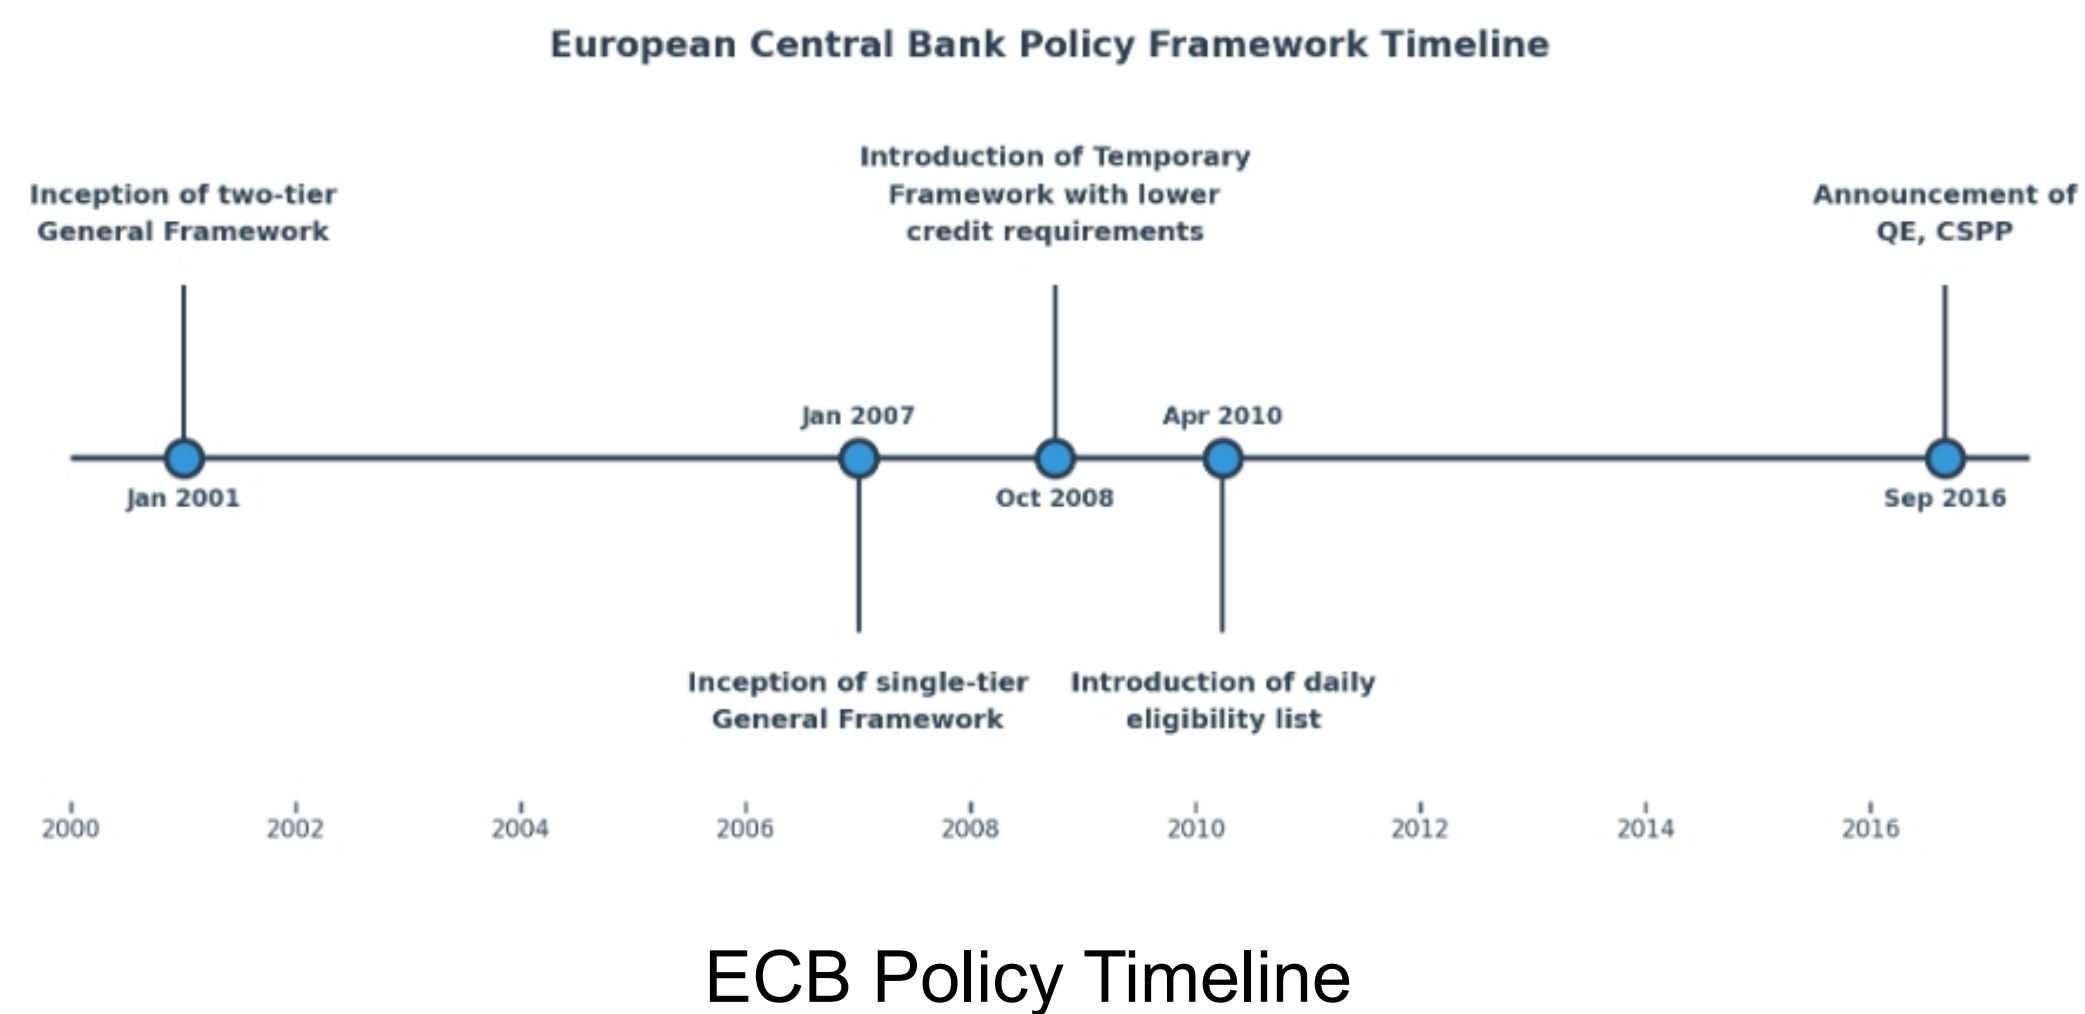 European Central Bank Policy Framework Timeline
Inception of two-tier
General Framework
Introduction of Temporary
Framework with lower
credit requirements
Announcement of
QE, CSPP
Jan 2007
Apr 2010
Jan 2001
Oct 2008
Sep 2016
Inception of single-tier
General Framework
Introduction of daily
eligibility list
2000
2002
2004
2006
2008
2010
2012
2014
2016
ECB Policy Timeline